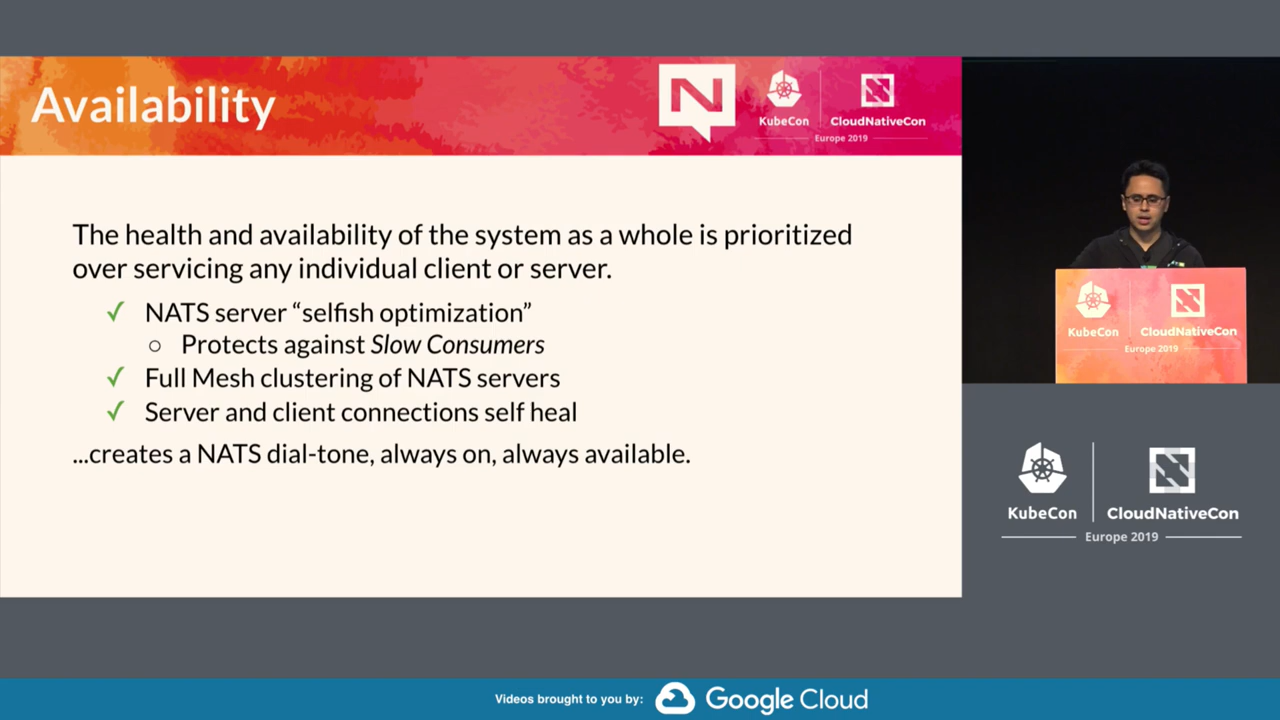 Availability
N
KubeCon
CloudNativeCon
Europe 2019
The health and availability of the system as a whole is prioritized
over servicing any individual client or server.
✓ NATS server “selfish optimization”
○ Protects against Slow Consumers
✓ Full Mesh clustering of NATS servers
✓ Server and client connections self heal
...creates a NATS dial-tone, always on, always available.
KubeCon
CloudNativeCon
Europe 2019
KubeCon
CloudNativeCon
Europe 2019
Videos brought to you by: Google Cloud